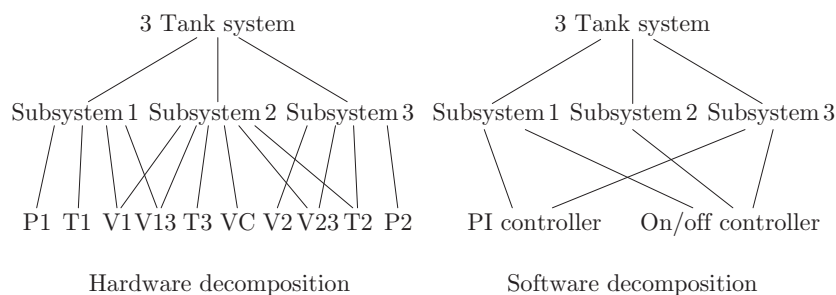 3 Tank system 3 Tank system
Subsystem 1 Subsystem 2 Subsystem 3 Subsystem 1 Subsystem 2 Subsystem 3
P1 T1 V1 V13 T3 VC V2 V23 T2 P2 PI controller On/off controller
Hardware decomposition Software decomposition